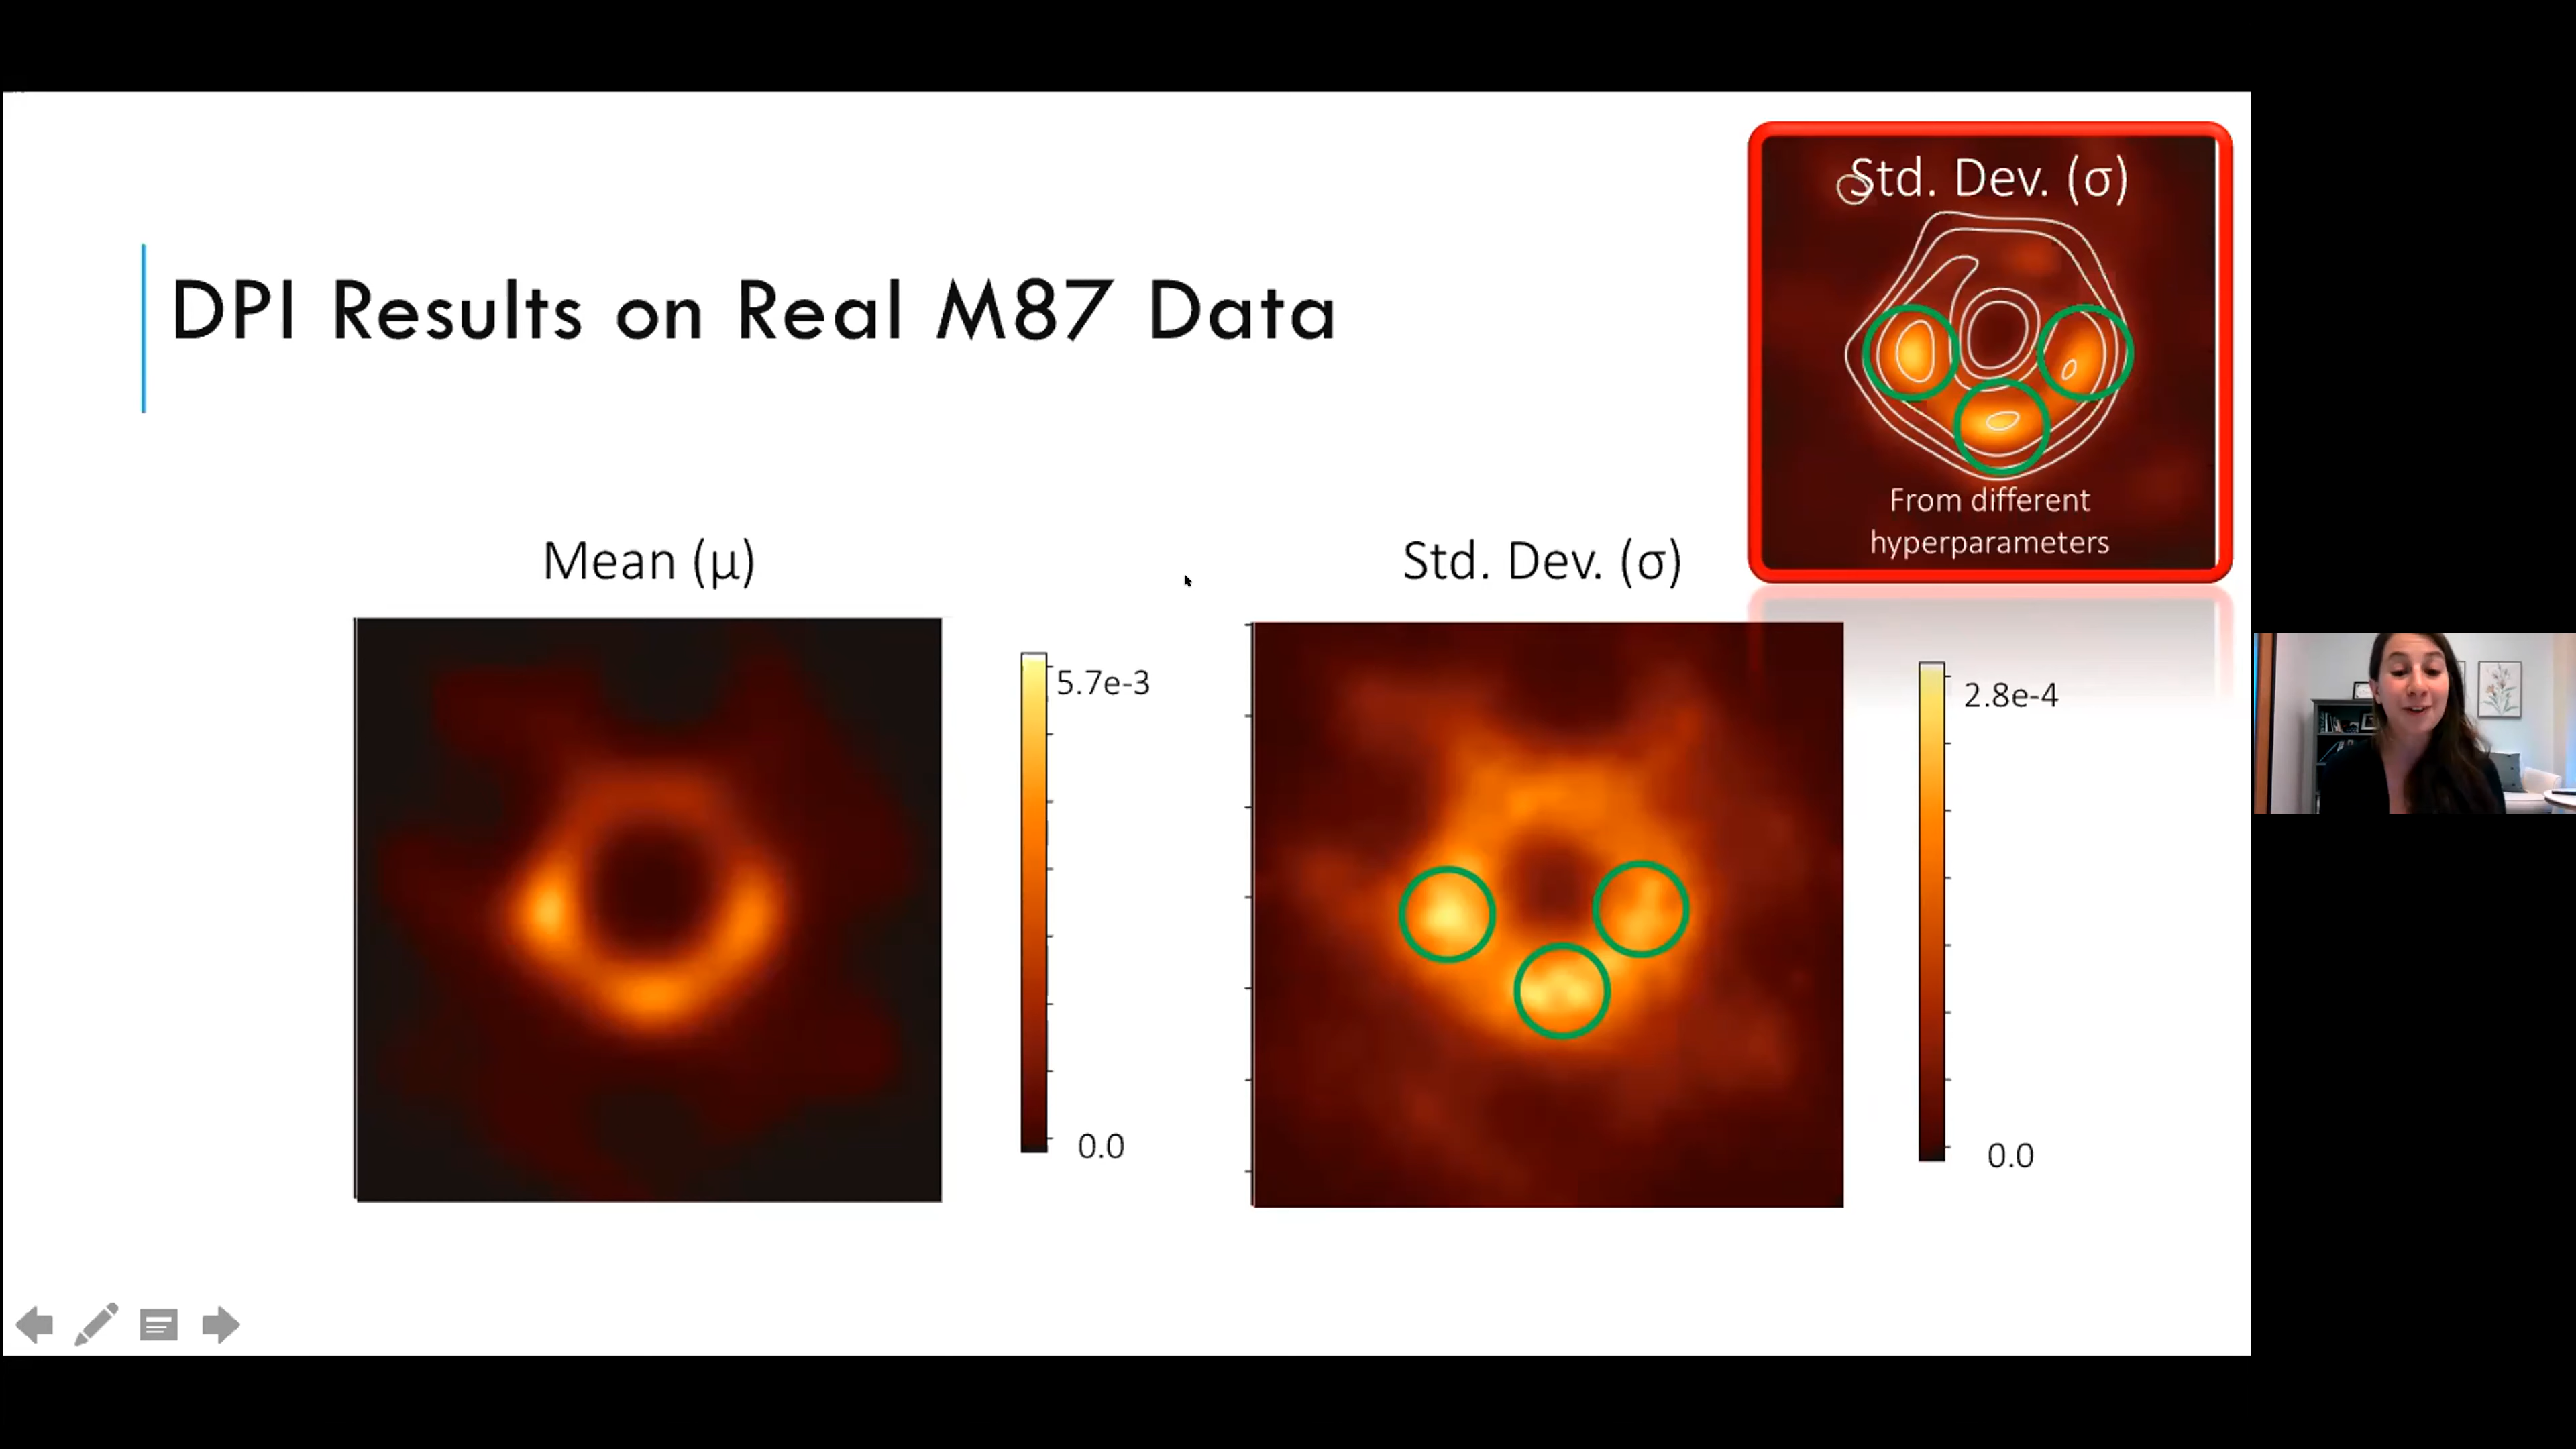 Std. Dev. (σ)
DPI Results on Real M87 Data
From different
hyperparameters
Mean (μ)
Std. Dev. (σ)
5.7e-3
2.8e-4
0.0
0.0